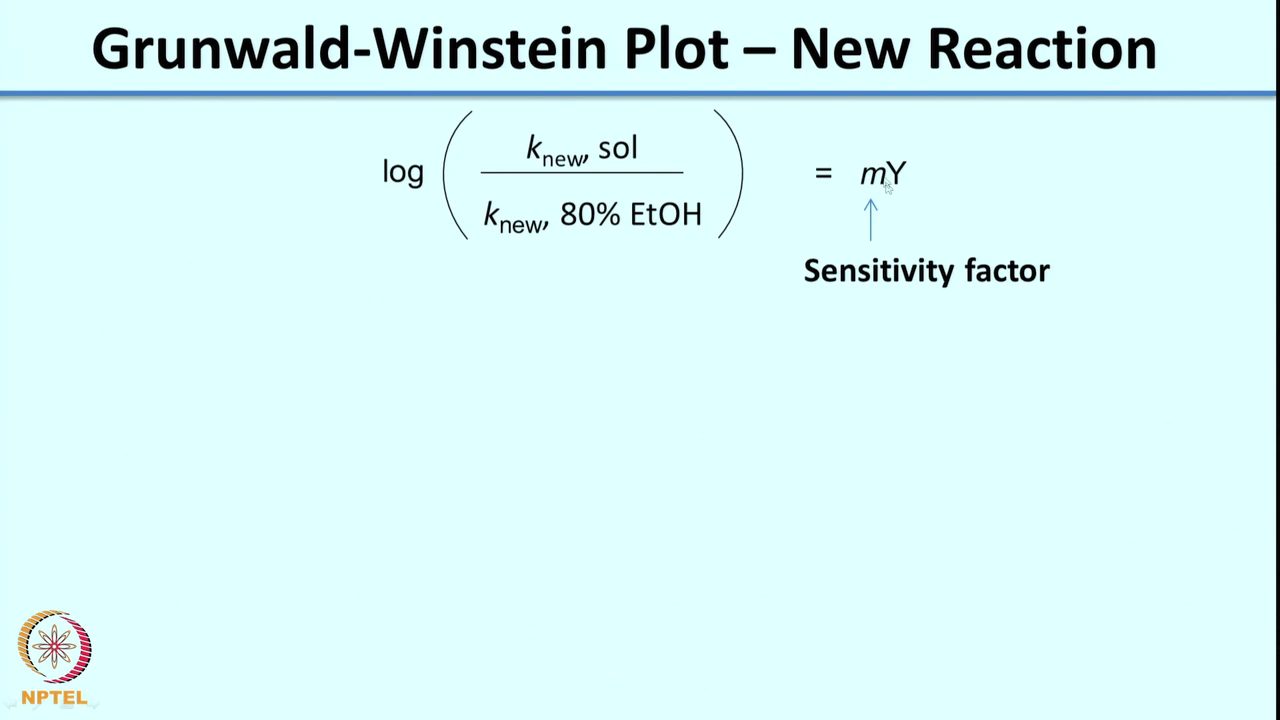 Grunwald-Winstein Plot – New Reaction
k_new, sol
log ( ) = mY
k_new, 80% EtOH
Sensitivity factor
NPTEL